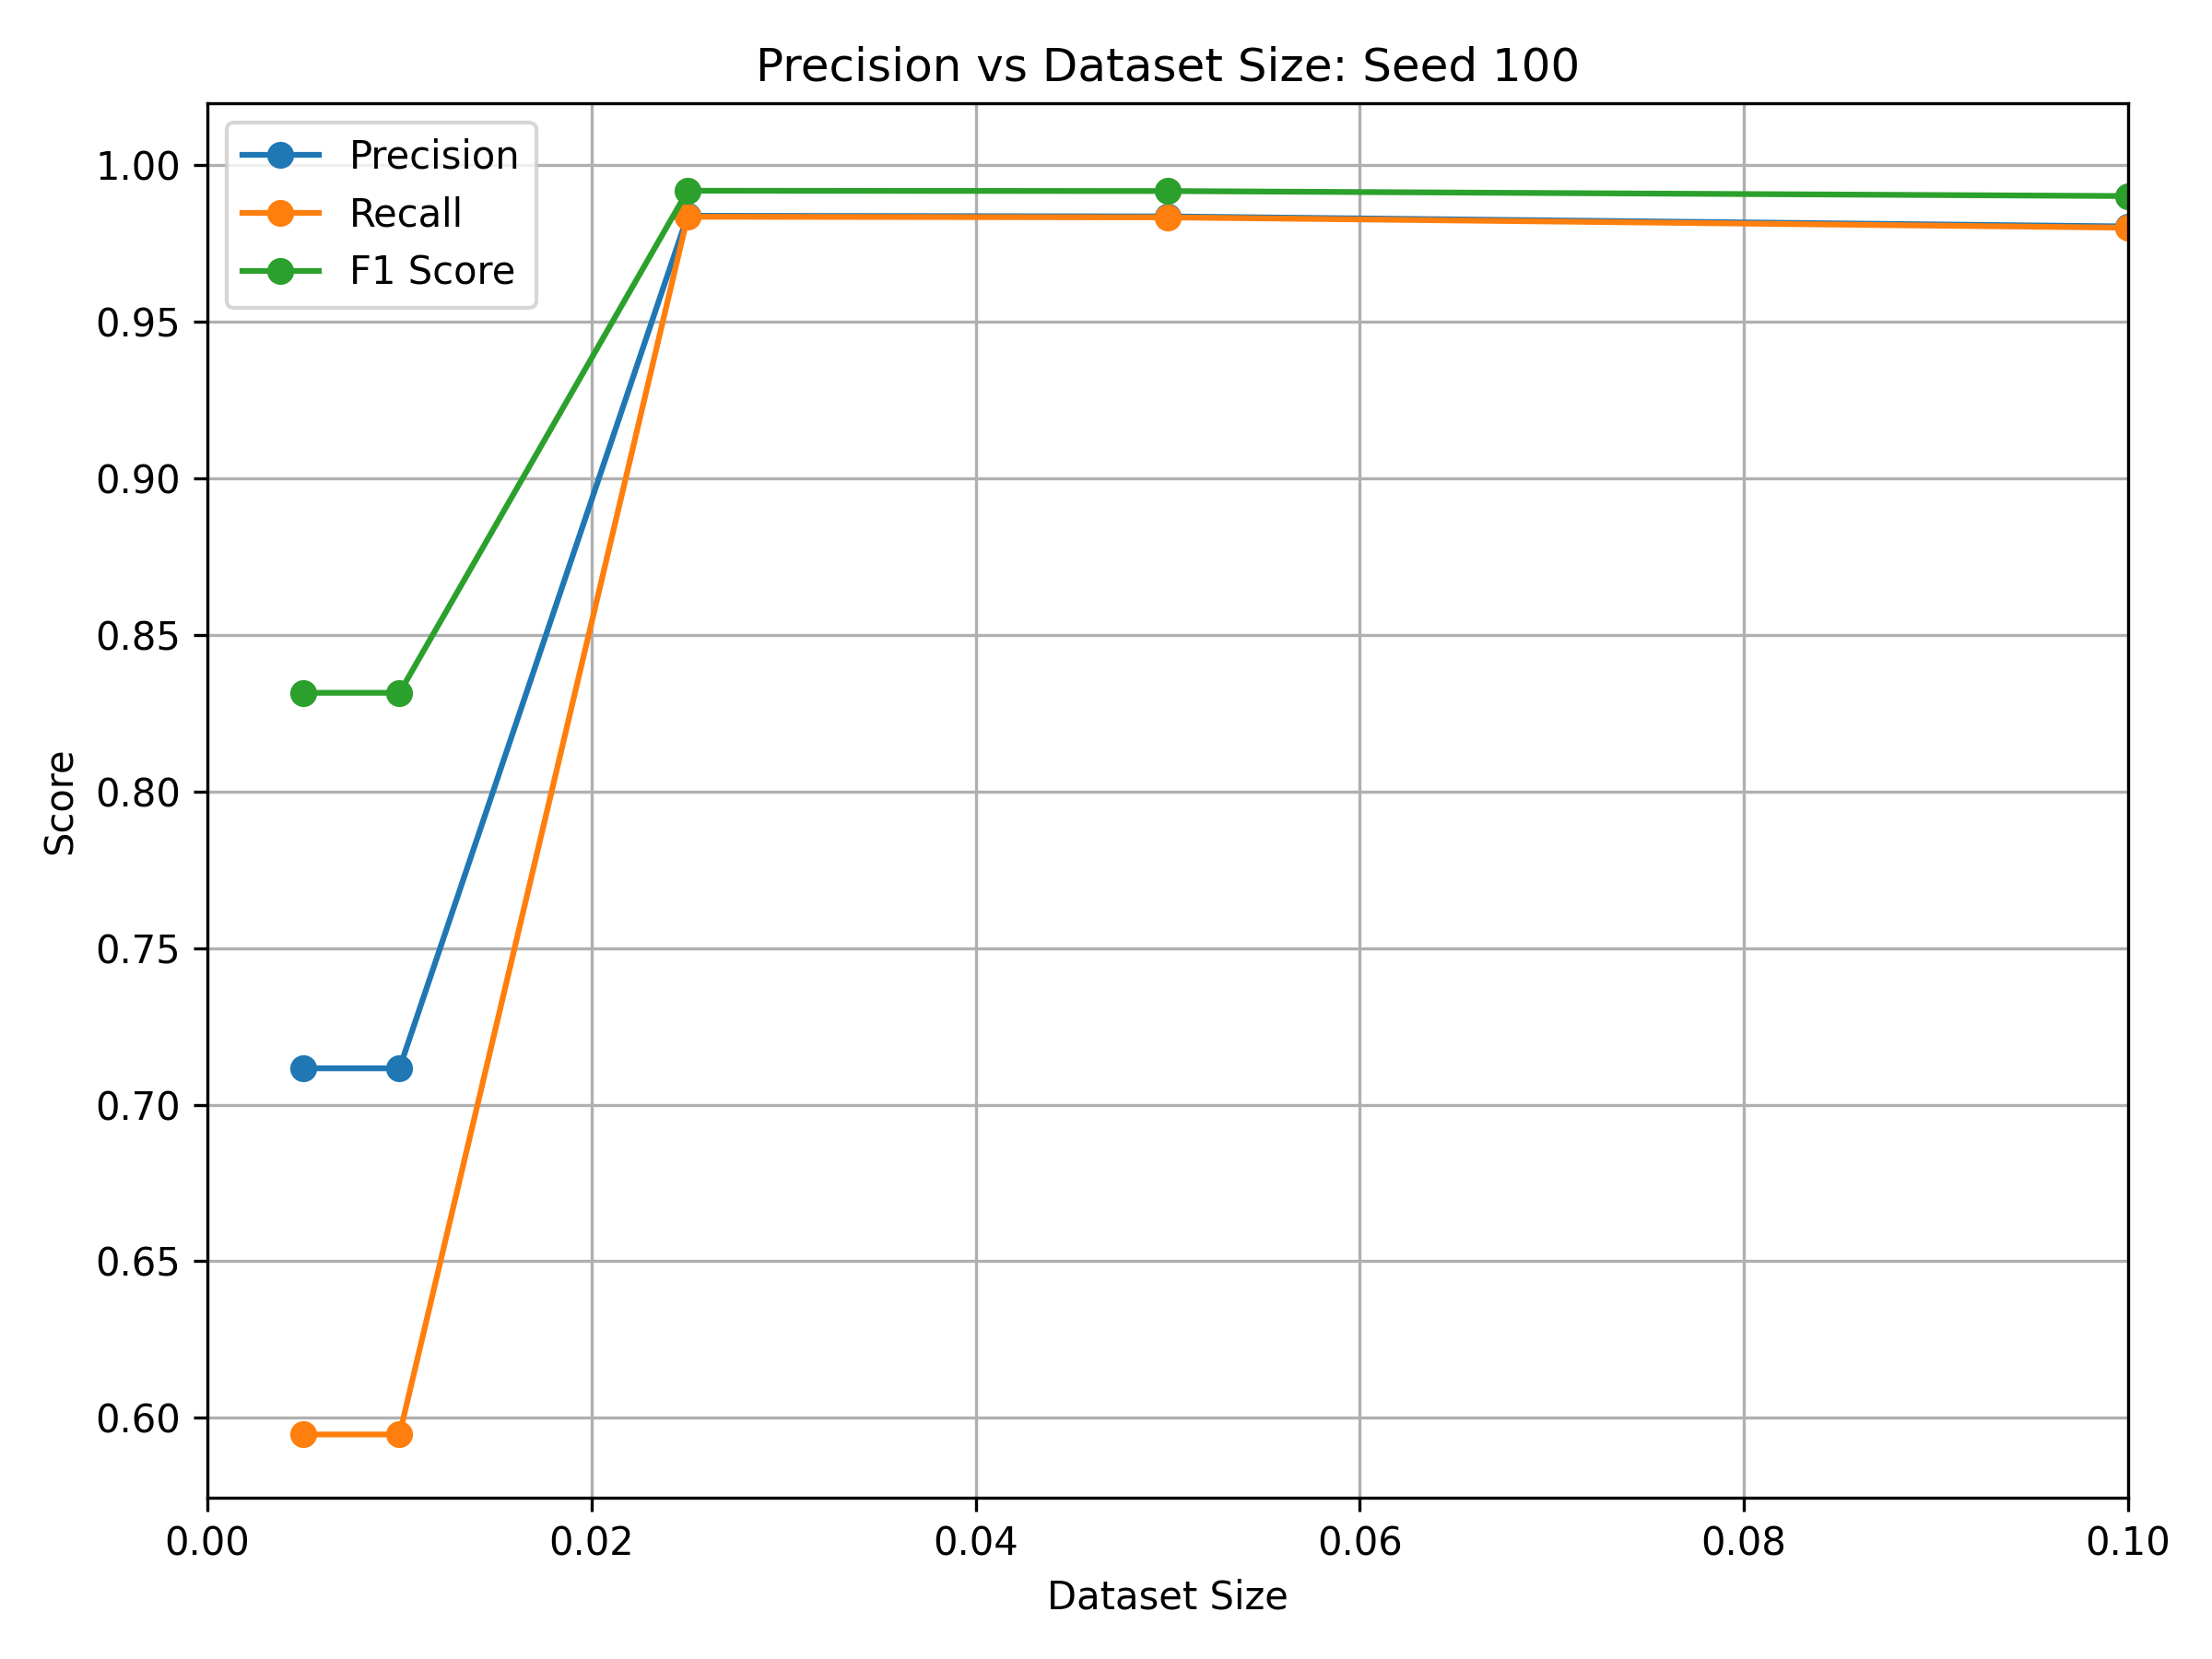 Precision vs Dataset Size: Seed 100
Precision
Recall
F1 Score
1.00
0.95
0.90
0.85
0.80
0.75
0.70
0.65
0.60
Score
0.00 0.02 0.04 0.06 0.08 0.10
Dataset Size